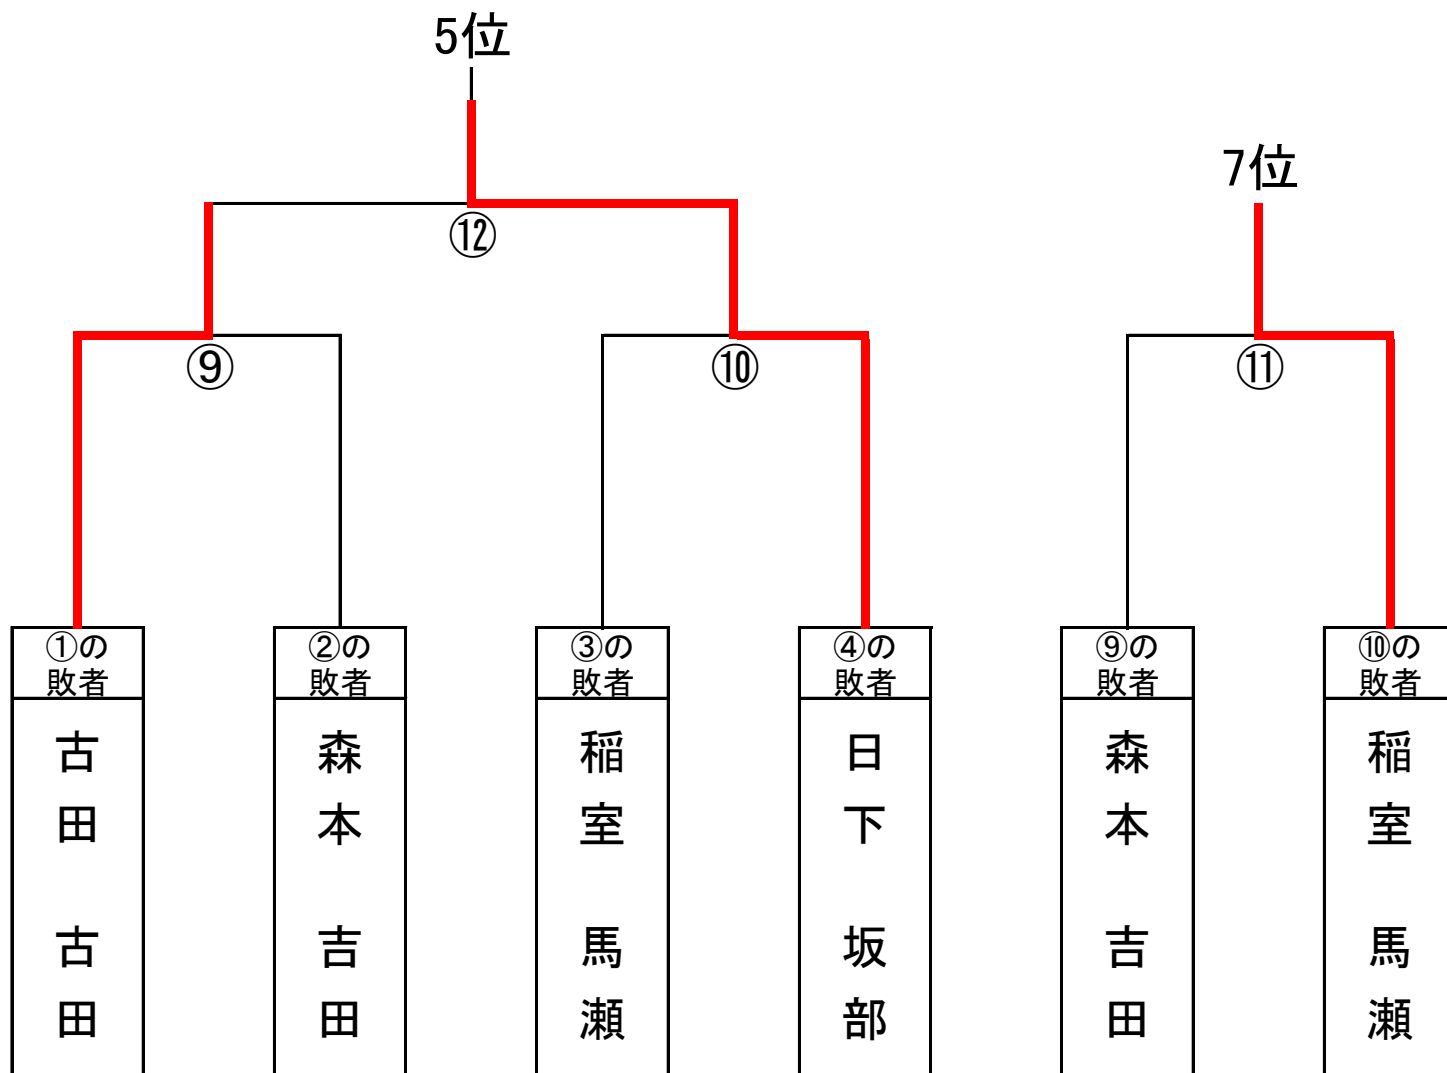 5位
7位
⑫
⑨
⑩
⑪
①の
敗者
②の
敗者
③の
敗者
④の
敗者
⑨の
敗者
⑩の
敗者
古田
古田
森本
吉田
稲室
馬瀬
日下
坂部
森本
吉田
稲室
馬瀬